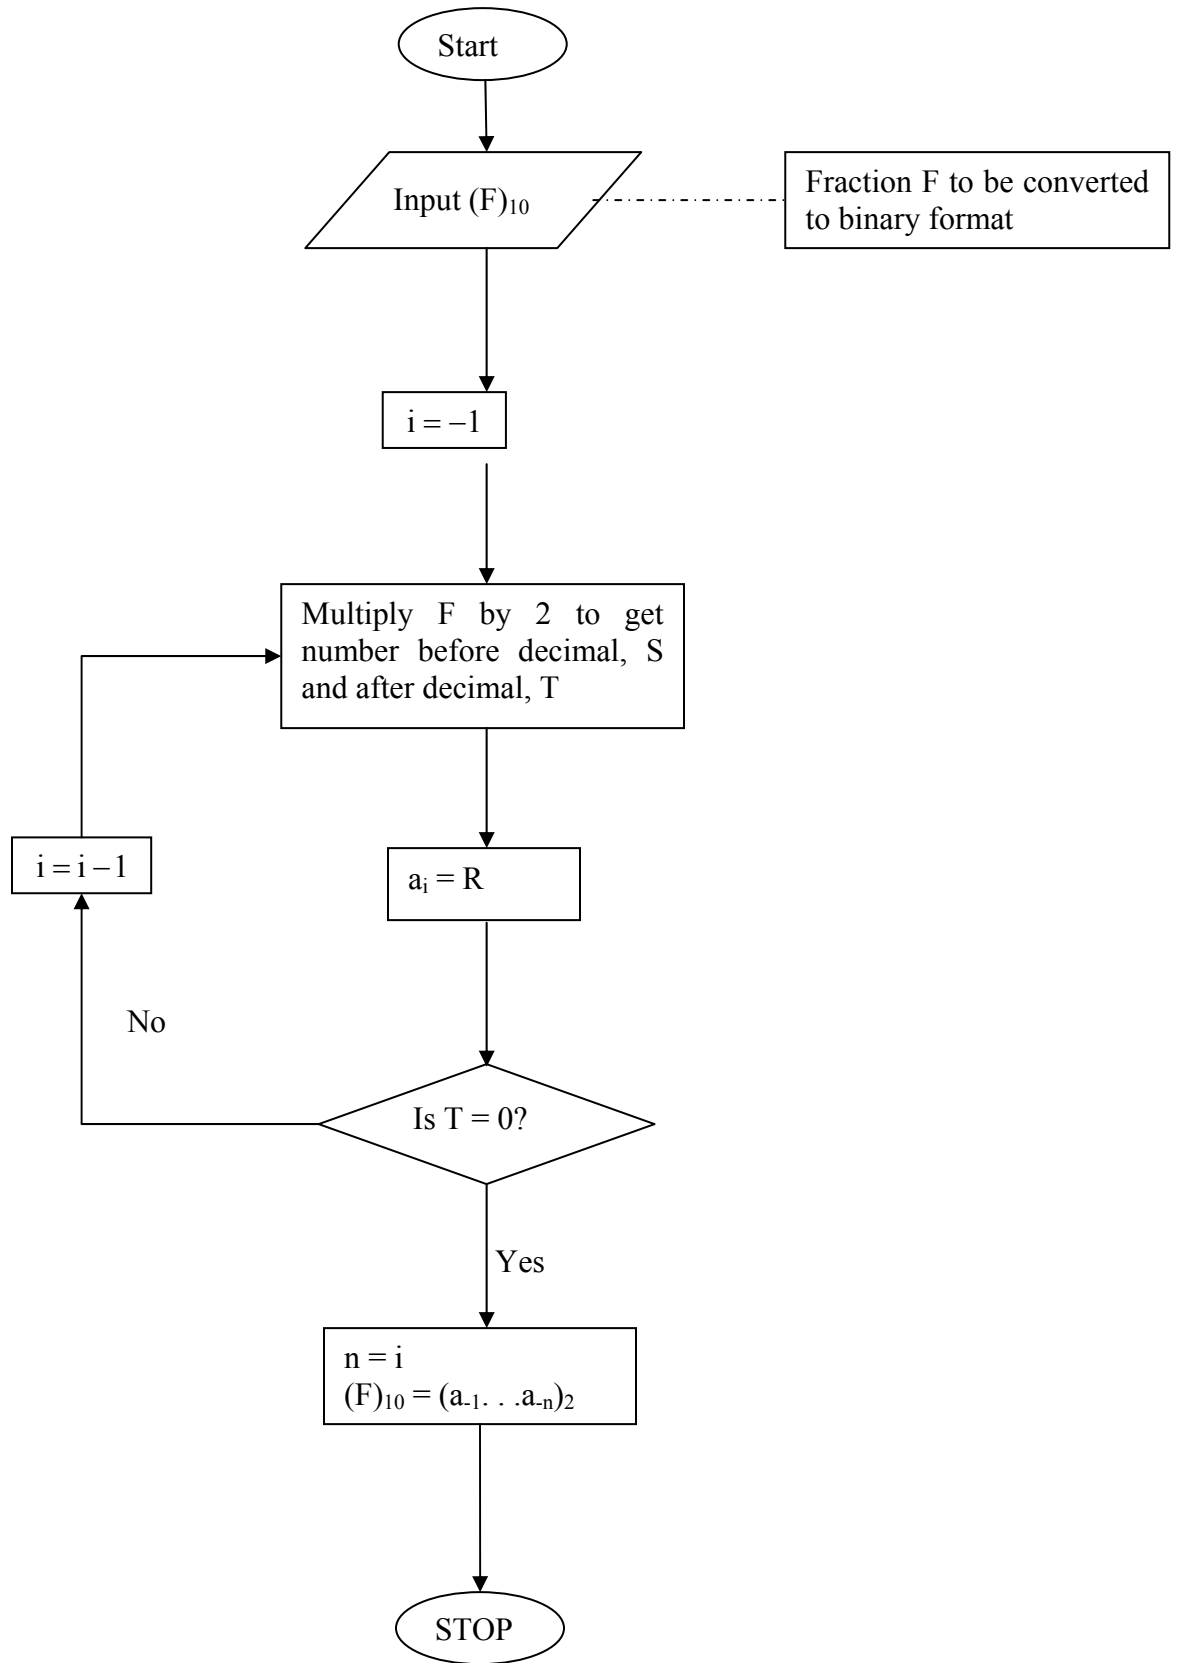 Start
Input (F)₁₀
Fraction F to be converted
to binary format
i = −1
Multiply F by 2 to get
number before decimal, S
and after decimal, T
i = i − 1
aᵢ = R
No
Is T = 0?
Yes
n = i
(F)₁₀ = (a₋₁. . .a₋ₙ)₂
STOP